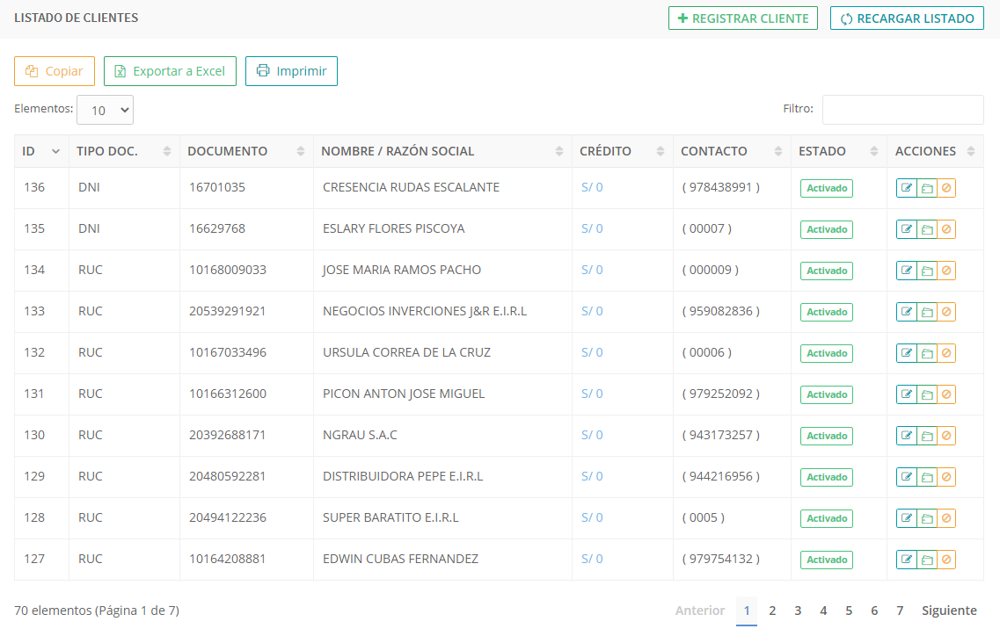 LISTADO DE CLIENTES REGISTRAR CLIENTE RECARGAR LISTADO
Copiar Exportar a Excel Imprimir
Elementos: 10 Filtro:
ID TIPO DOC. DOCUMENTO NOMBRE / RAZÓN SOCIAL CRÉDITO CONTACTO ESTADO ACCIONES
136 DNI 16701035 CRESENCIA RUDAS ESCALANTE S/ 0 ( 978438991 ) Activado
135 DNI 16629768 ESLARY FLORES PISCOYA S/ 0 ( 00007 ) Activado
134 RUC 10168009033 JOSE MARIA RAMOS PACHO S/ 0 ( 000009 ) Activado
133 RUC 20539291921 NEGOCIOS INVERCIONES J&R E.I.R.L S/ 0 ( 959082836 ) Activado
132 RUC 10167033496 URSULA CORREA DE LA CRUZ S/ 0 ( 00006 ) Activado
131 RUC 10166312600 PICON ANTON JOSE MIGUEL S/ 0 ( 979252092 ) Activado
130 RUC 20392688171 NGRAU S.A.C S/ 0 ( 943173257 ) Activado
129 RUC 20480592281 DISTRIBUIDORA PEPE E.I.R.L S/ 0 ( 944216956 ) Activado
128 RUC 20494122236 SUPER BARATITO E.I.R.L S/ 0 ( 0005 ) Activado
127 RUC 10164208881 EDWIN CUBAS FERNANDEZ S/ 0 ( 979754132 ) Activado
70 elementos (Página 1 de 7) Anterior 1 2 3 4 5 6 7 Siguiente